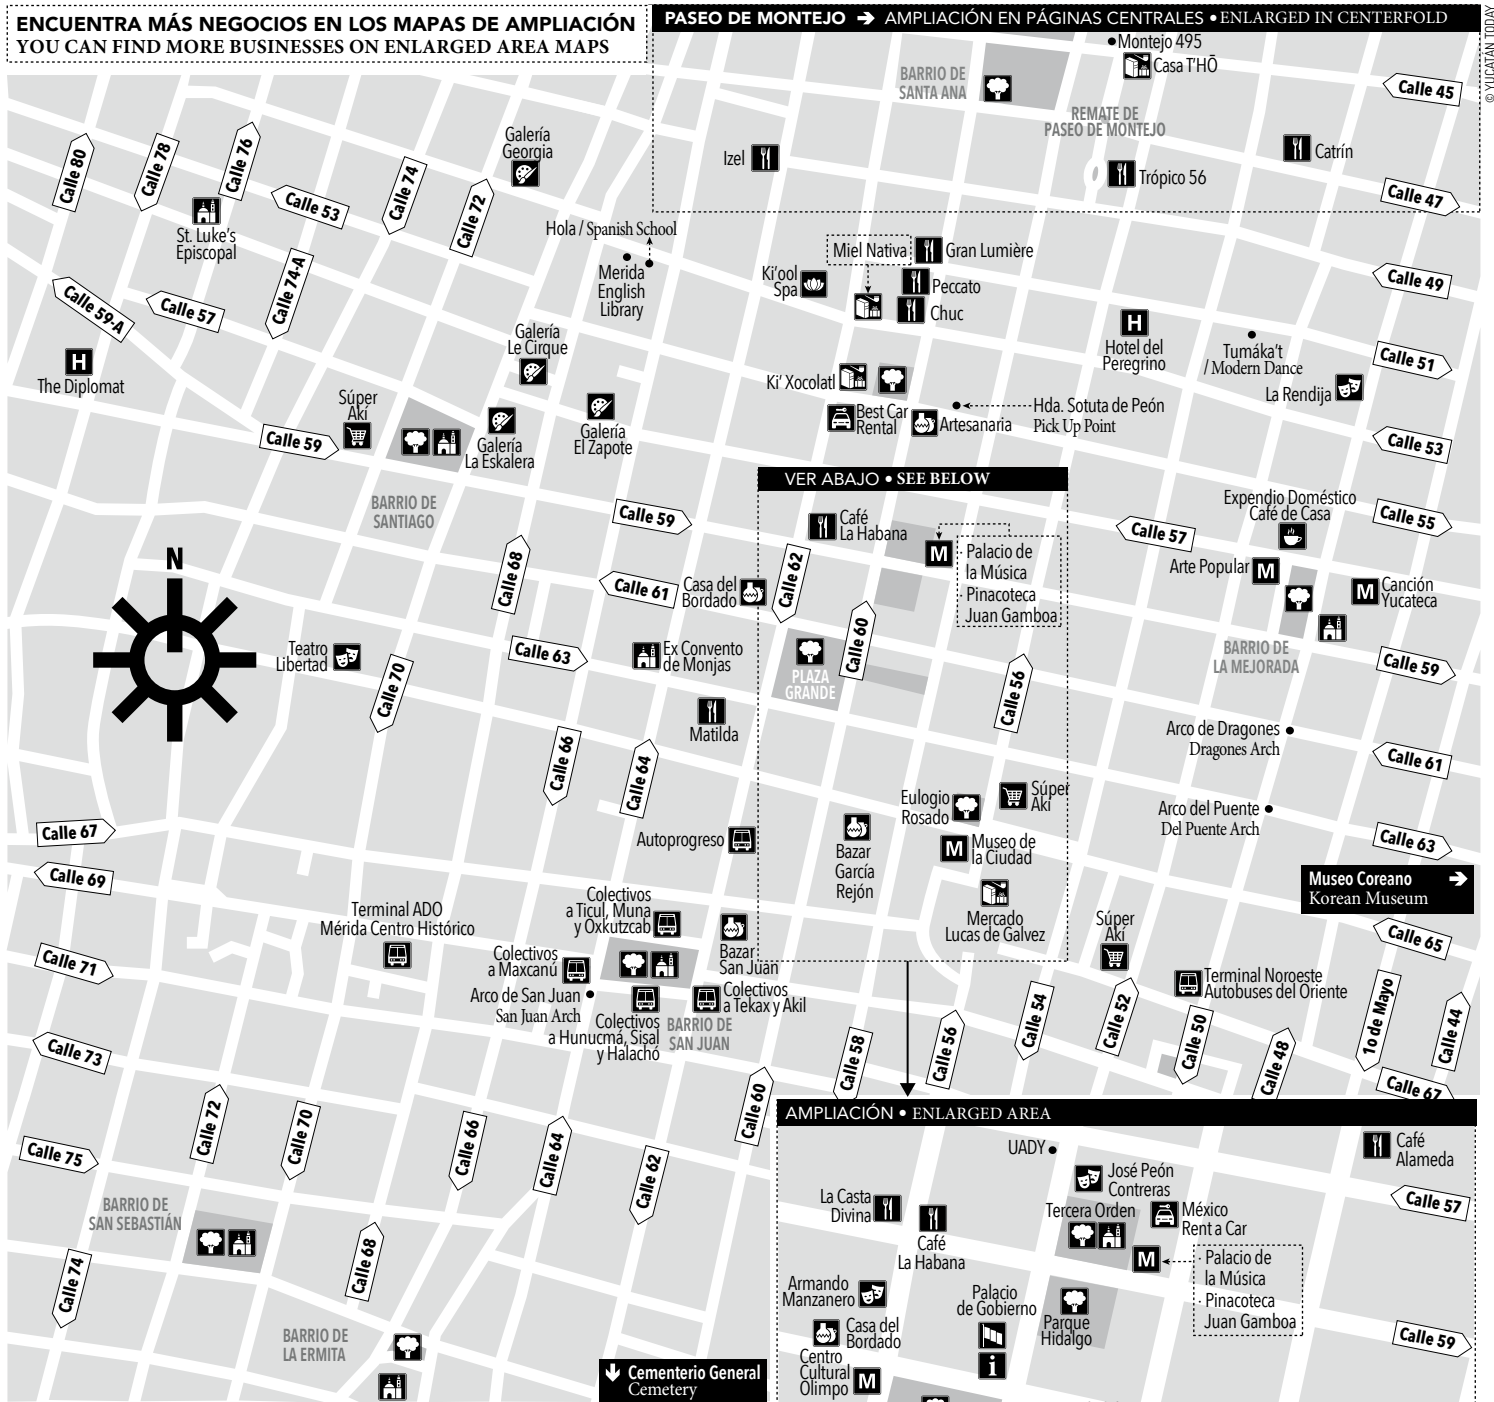 ENCUENTRA MÁS NEGOCIOS EN LOS MAPAS DE AMPLIACIÓN
YOU CAN FIND MORE BUSINESSES ON ENLARGED AREA MAPS
PASEO DE MONTEJO ➔ AMPLIACIÓN EN PÁGINAS CENTRALES • ENLARGED IN CENTERFOLD
© YUCATAN TODAY
Montejo 495
Casa T'HŌ
BARRIO DE
SANTA ANA
Calle 45
REMATE DE
PASEO DE MONTEJO
Izel
Catrín
Trópico 56
Calle 47
Calle 80
Calle 78
Calle 76
Calle 53
Calle 74
Calle 72
Galería
Georgia
St. Luke's
Episcopal
Hola / Spanish School
Merida
English
Library
Miel Nativa
Gran Lumière
Ki'ool
Spa
Peccato
Chuc
Calle 49
Calle 59-A
Calle 57
Calle 74-A
Galería
Le Cirque
Hotel del
Peregrino
Tumáka't
/ Modern Dance
Calle 51
The Diplomat
Súper
Akí
Ki' Xocolatl
La Rendija
Best Car
Rental
Artesanaria
Hda. Sotuta de Peón
Pick Up Point
Calle 59
Galería
La Eskalera
Galería
El Zapote
Calle 53
VER ABAJO • SEE BELOW
BARRIO DE
SANTIAGO
Calle 59
Café
La Habana
Expendio Doméstico
Café de Casa
Calle 55
Calle 57
N
Calle 68
Calle 61
Casa del
Bordado
Calle 62
M
· Palacio de
la Música
· Pinacoteca
Juan Gamboa
Arte Popular
M
M
Canción
Yucateca
Calle 60
Teatro
Libertad
Calle 63
Ex Convento
de Monjas
PLAZA
GRANDE
Calle 56
BARRIO DE
LA MEJORADA
Calle 59
Calle 70
Matilda
Arco de Dragones
Dragones Arch
Calle 61
Calle 66
Calle 64
Eulogio
Rosado
Súper
Akí
Arco del Puente
Del Puente Arch
Calle 67
Autoprogreso
Bazar
García
Rejón
M
Museo de
la Ciudad
Calle 63
Calle 69
Museo Coreano
Korean Museum
Terminal ADO
Mérida Centro Histórico
Colectivos
a Ticul, Muna
y Oxkutzcab
Mercado
Lucas de Galvez
Súper
Akí
Calle 65
Calle 71
Colectivos
a Maxcanú
Bazar
San Juan
Arco de San Juan
San Juan Arch
Colectivos
a Tekax y Akil
Colectivos
a Hunucmá, Sisal
y Halachó
BARRIO DE
SAN JUAN
Terminal Noroeste
Autobuses del Oriente
Calle 73
Calle 58
Calle 56
Calle 54
Calle 52
Calle 50
Calle 48
1o de Mayo
Calle 44
Calle 67
Calle 75
Calle 72
Calle 70
Calle 66
Calle 64
Calle 62
Calle 60
BARRIO DE
SAN SEBASTIÁN
Calle 74
Calle 68
BARRIO DE
LA ERMITA
Cementerio General
Cemetery
AMPLIACIÓN • ENLARGED AREA
UADY
Café
Alameda
José Peón
Contreras
Calle 57
La Casta
Divina
Tercera Orden
México
Rent a Car
Café
La Habana
M
· Palacio de
la Música
· Pinacoteca
Juan Gamboa
Armando
Manzanero
Palacio
de Gobierno
Parque
Hidalgo
Casa del
Bordado
Calle 59
Centro
Cultural
Olimpo
M
H
H
i